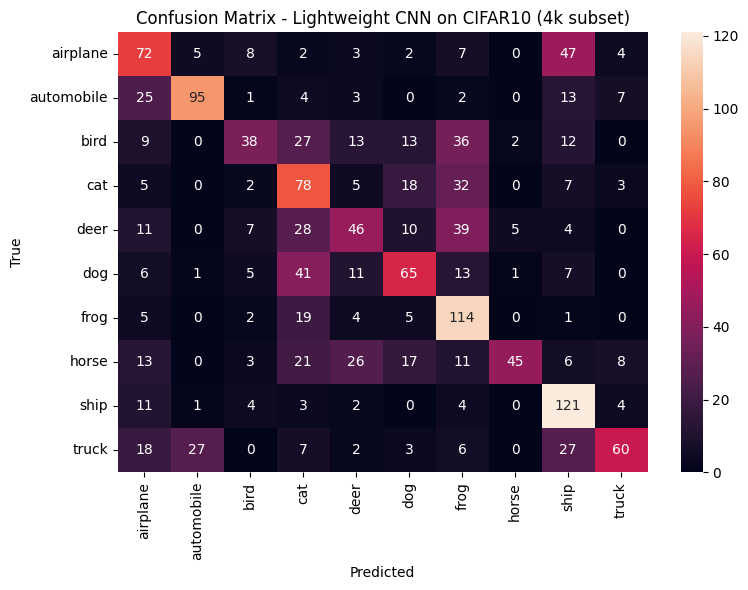 Confusion Matrix - Lightweight CNN on CIFAR10 (4k subset)
True
airplane 72 5 8 2 3 2 7 0 47 4
automobile 25 95 1 4 3 0 2 0 13 7
bird 9 0 38 27 13 13 36 2 12 0
cat 5 0 2 78 5 18 32 0 7 3
deer 11 0 7 28 46 10 39 5 4 0
dog 6 1 5 41 11 65 13 1 7 0
frog 5 0 2 19 4 5 114 0 1 0
horse 13 0 3 21 26 17 11 45 6 8
ship 11 1 4 3 2 0 4 0 121 4
truck 18 27 0 7 2 3 6 0 27 60
airplane automobile bird cat deer dog frog horse ship truck
Predicted
120
100
80
60
40
20
0